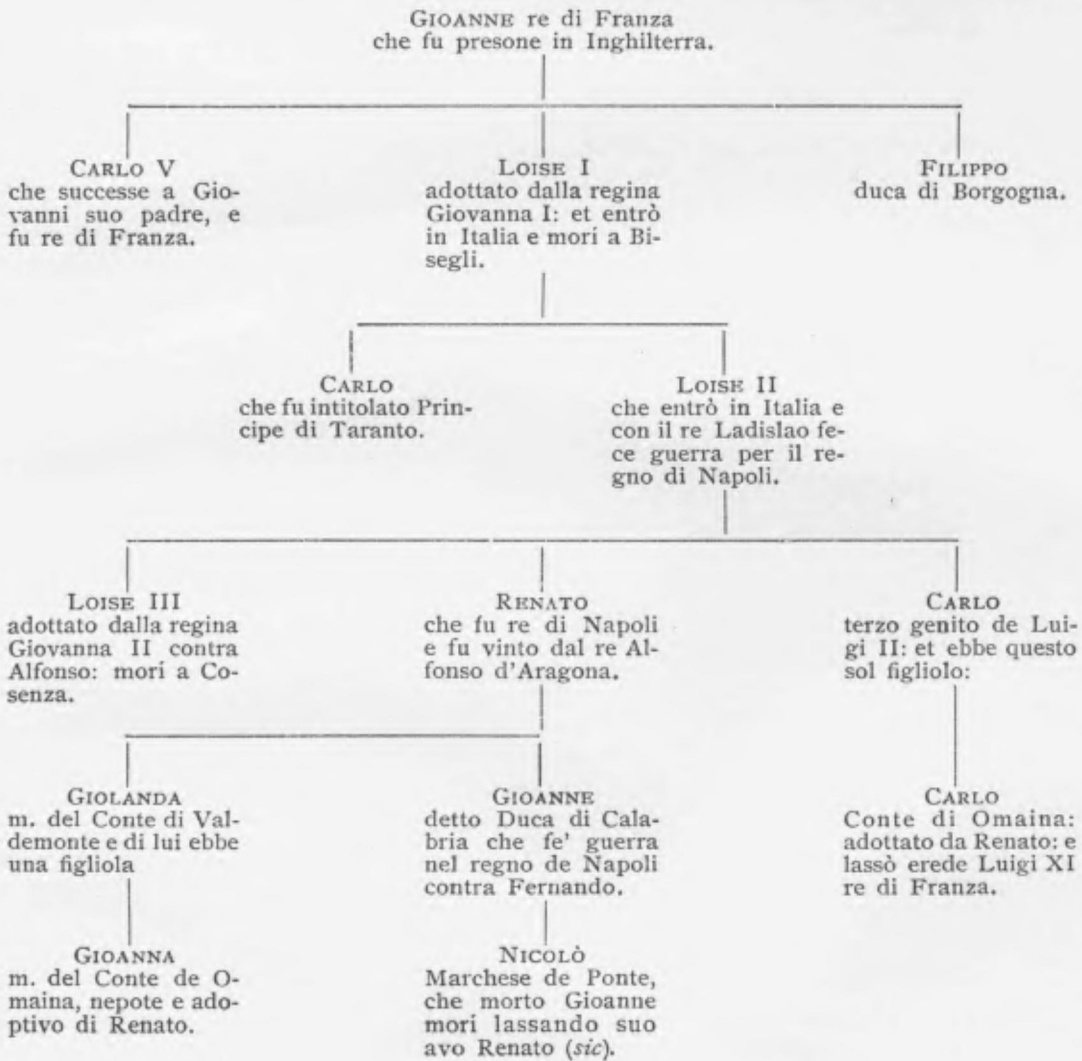 GIOANNE re di Franza
che fu presone in Inghilterra.
CARLO V
che successe a Gio-
vanni suo padre, e
fu re di Franza.
LOISE I
adottato dalla regina
Giovanna I: et entrò
in Italia e mori a Bi-
segli.
FILIPPO
duca di Borgogna.
CARLO
che fu intitolato Prin-
cipe di Taranto.
LOISE II
che entrò in Italia e
con il re Ladislao fe-
ce guerra per il re-
gno di Napoli.
LOISE III
adottato dalla regina
Giovanna II contra
Alfonso: mori a Co-
senza.
RENATO
che fu re di Napoli
e fu vinto dal re Al-
fonso d'Aragona.
CARLO
terzo genito de Lui-
gi II: et ebbe questo
sol figliolo:
GIOLANDA
m. del Conte di Val-
demonte e di lui ebbe
una figliola
GIOANNE
detto Duca di Cala-
bria che fe' guerra
nel regno de Napoli
contra Fernando.
CARLO
Conte di Omaina:
adottato da Renato: e
lassò erede Luigi XI
re di Franza.
GIOANNA
m. del Conte de O-
maina, nepote e ado-
ptivo di Renato.
NICOLÒ
Marchese de Ponte,
che morto Gioanne
mori lassando suo
avo Renato (sic).